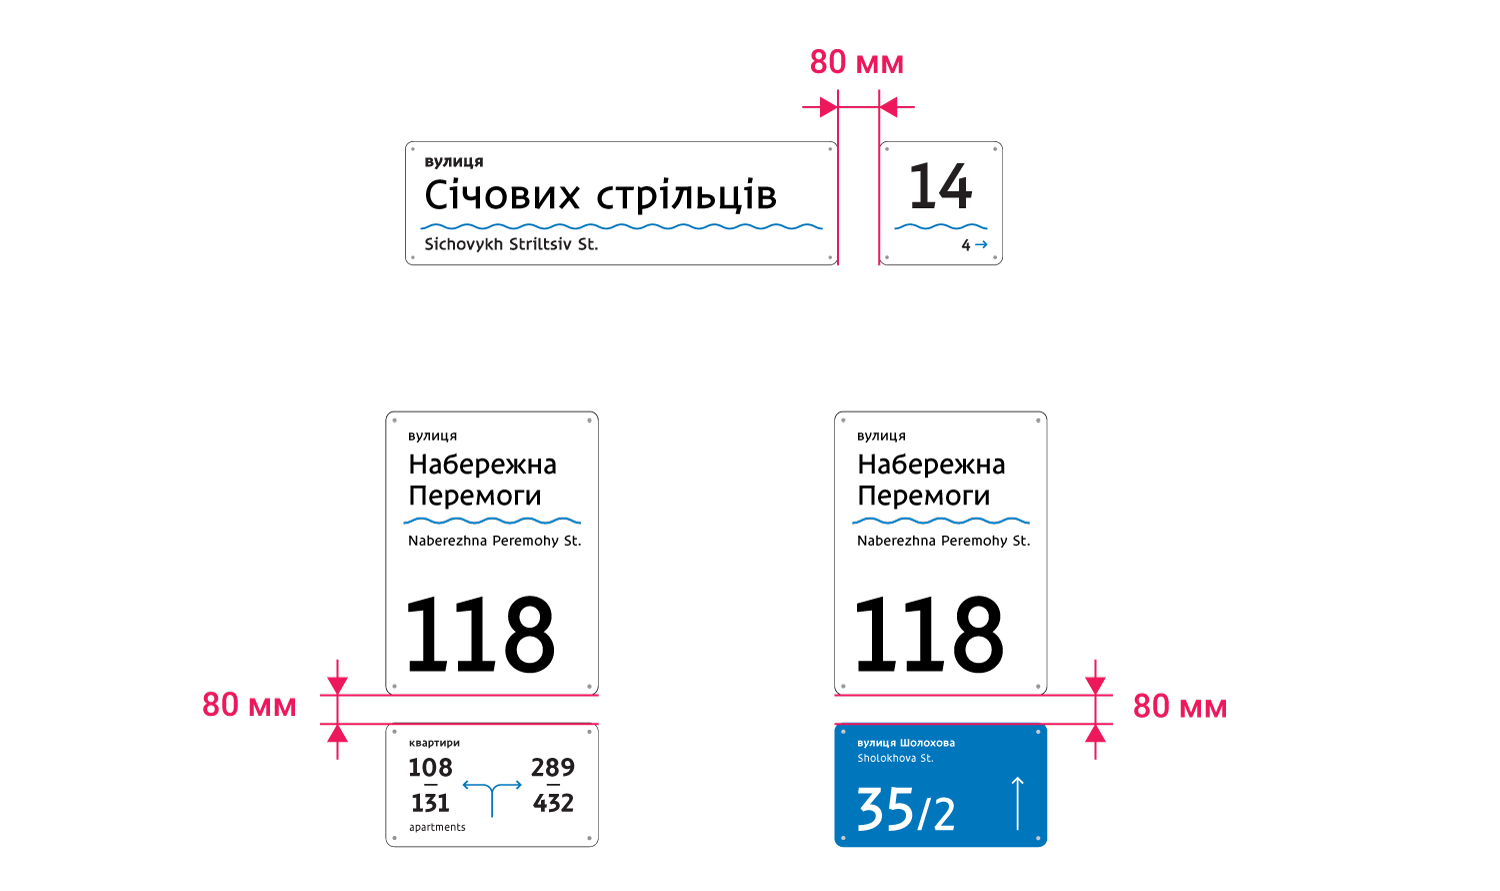 80 мм
вулиця
Січових стрільців
Sichovykh Striltsiv St.
14
4 →
вулиця
Набережна
Перемоги
Naberezhna Peremohy St.
118
80 мм
квартири
108
—
131
289
—
432
apartments
вулиця
Набережна
Перемоги
Naberezhna Peremohy St.
118
80 мм
вулиця Шолохова
Sholokhova St.
35/2